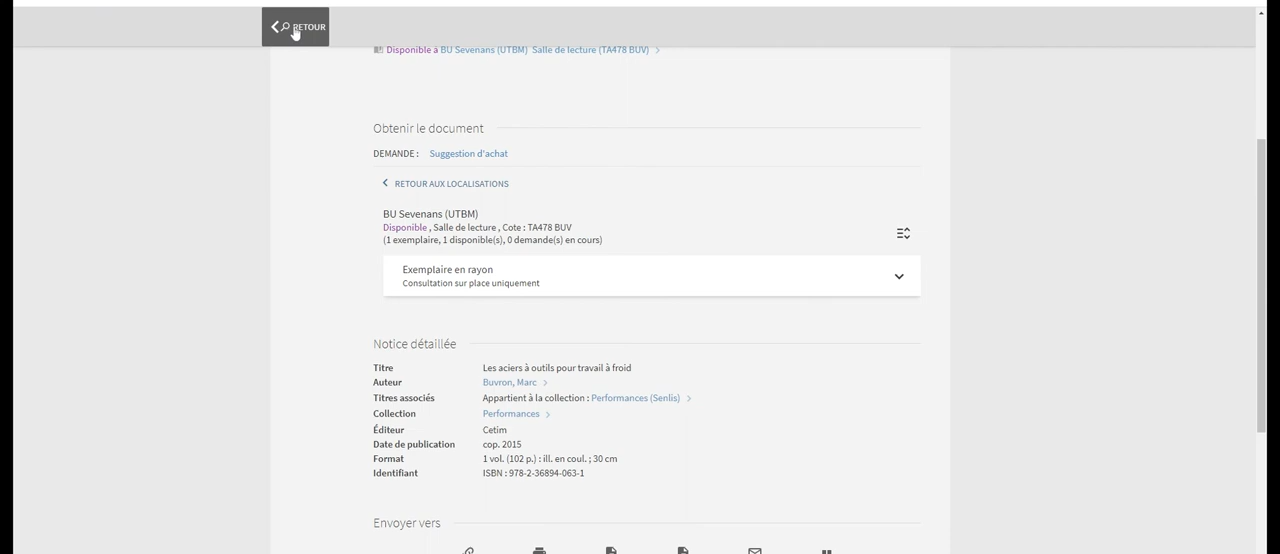 RETOUR
Disponible à BU Sevenans (UTBM) Salle de lecture (TA478 BUV)
Obtenir le document
DEMANDE : Suggestion d'achat
RETOUR AUX LOCALISATIONS
BU Sevenans (UTBM)
Disponible , Salle de lecture , Cote : TA478 BUV
(1 exemplaire, 1 disponible(s), 0 demande(s) en cours)
Exemplaire en rayon
Consultation sur place uniquement
Notice détaillée
Titre Les aciers à outils pour travail à froid
Auteur Buvron, Marc
Titres associés Appartient à la collection : Performances (Senlis)
Collection Performances
Éditeur Cetim
Date de publication cop. 2015
Format 1 vol. (102 p.) : ill. en coul. ; 30 cm
Identifiant ISBN : 978-2-36894-063-1
Envoyer vers